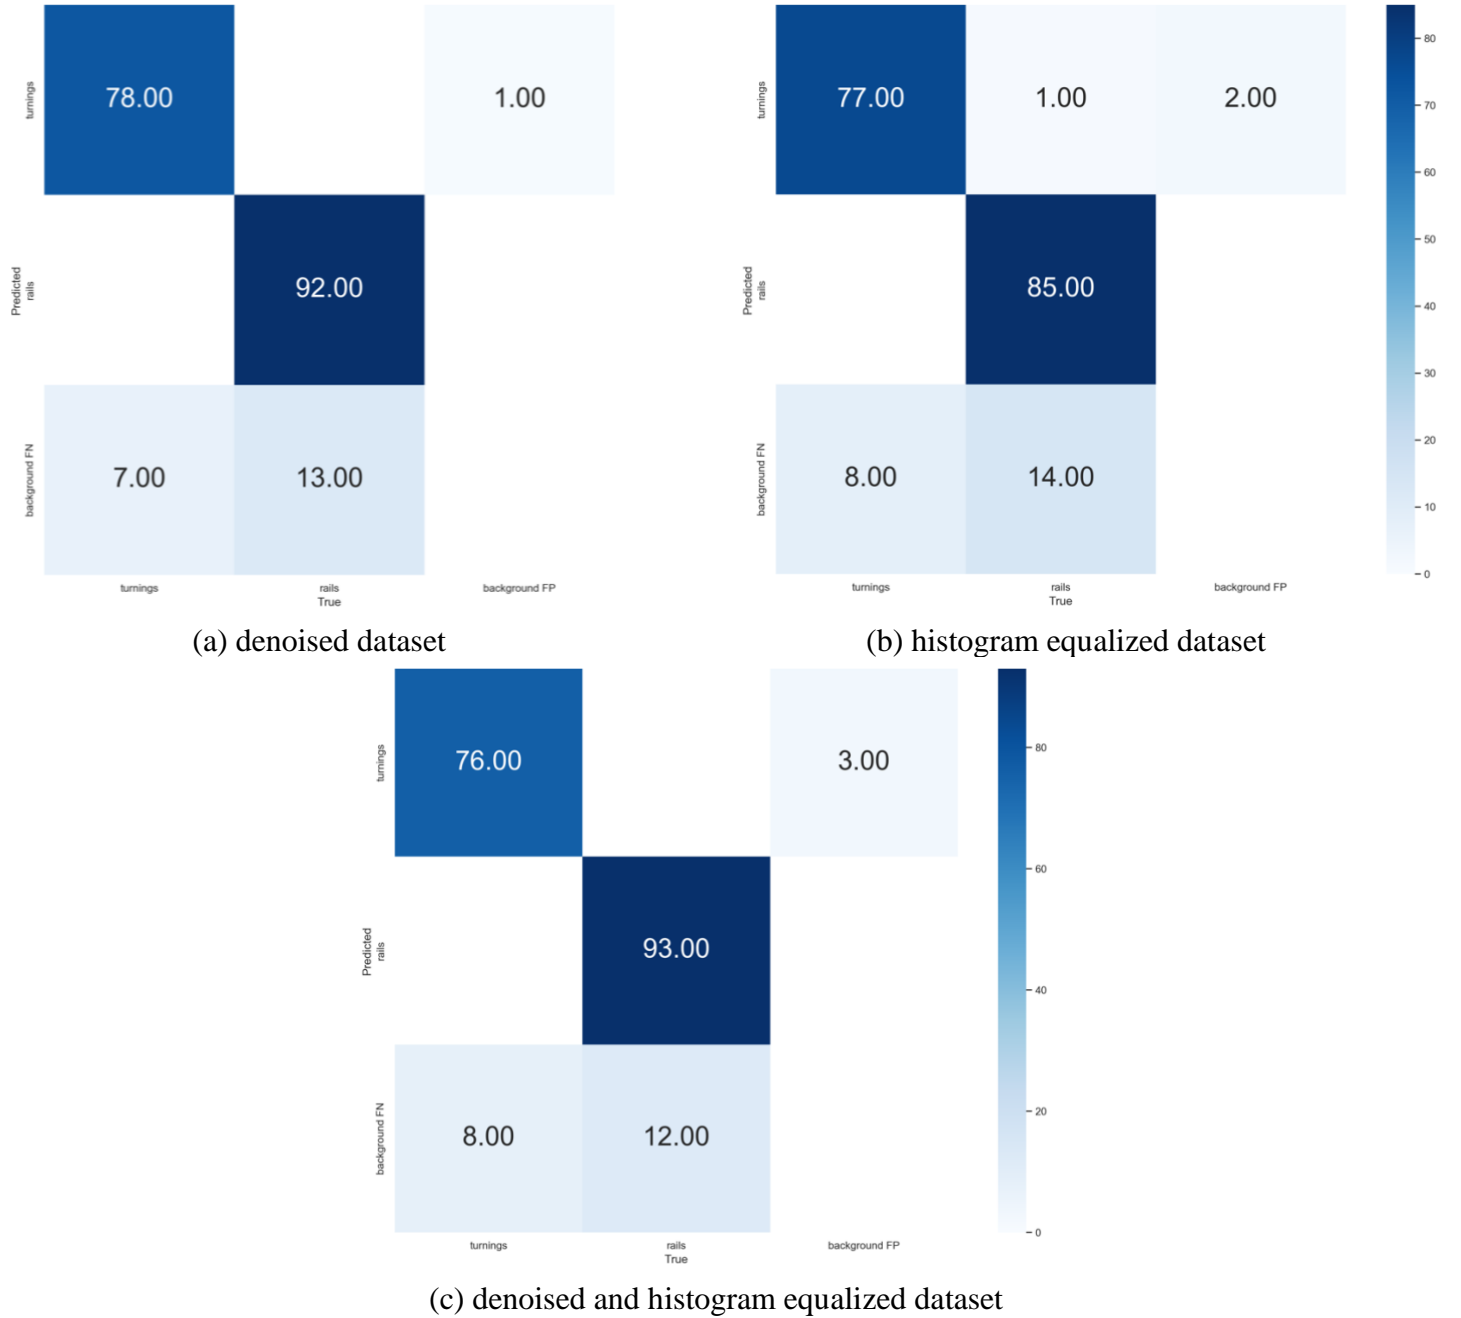 turnings
78.00
1.00
Predicted
rails
92.00
background FN
7.00
13.00
turnings
rails
background FP
True
(a) denoised dataset
turnings
77.00
1.00
2.00
Predicted
rails
85.00
background FN
8.00
14.00
turnings
rails
background FP
True
80
70
60
50
40
30
20
10
0
(b) histogram equalized dataset
turnings
76.00
3.00
Predicted
rails
93.00
background FN
8.00
12.00
turnings
rails
background FP
True
80
60
40
20
0
(c) denoised and histogram equalized dataset